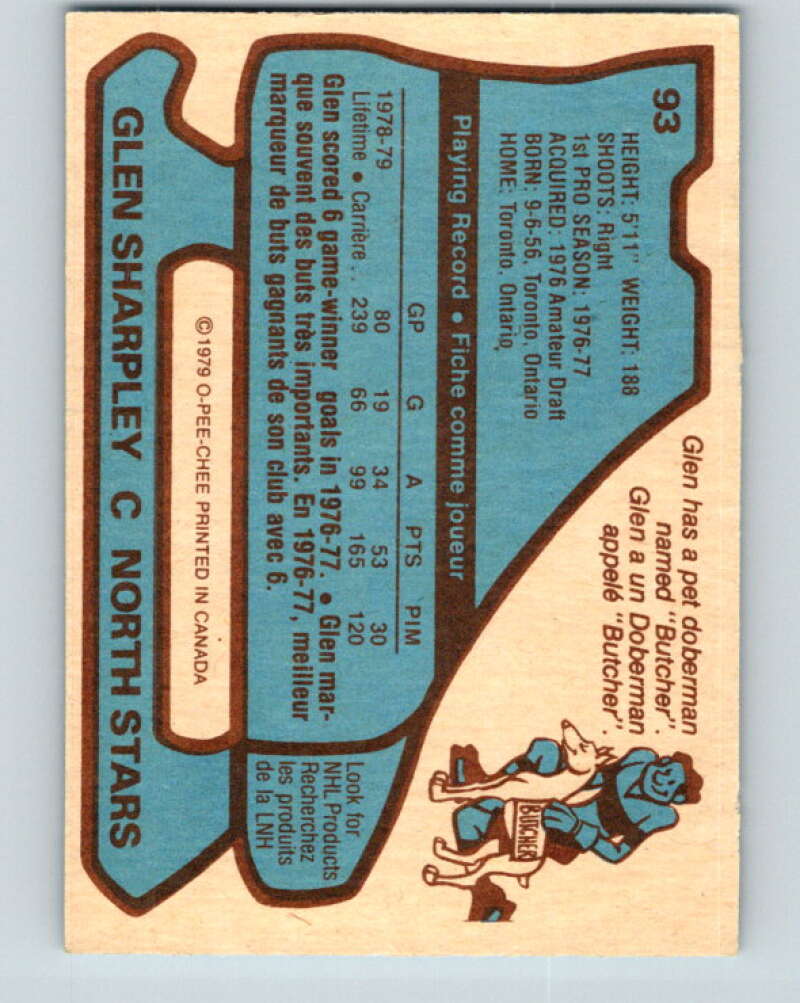 93
HEIGHT: 5'11" WEIGHT: 188
SHOOTS: Right
1st PRO SEASON: 1976-77
ACQUIRED: 1976 Amateur Draft
BORN: 9-6-56, Toronto, Ontario
HOME: Toronto, Ontario
Glen has a pet doberman
named "Butcher".
Glen a un Doberman
appelé "Butcher".
BUTCHER
Playing Record • Fiche comme joueur
GP G A PTS PIM
1978-79 80 19 34 53 30
Lifetime • Carrière . . 239 66 99 165 120
Glen scored 6 game-winner goals in 1976-77. • Glen mar-
que souvent des buts très importants. En 1976-77, meilleur
marqueur de buts gagnants de son club avec 6.
Look for
NHL Products
Recherchez
les produits
de la LNH
©1979 O-PEE-CHEE PRINTED IN CANADA
GLEN SHARPLEY C NORTH STARS